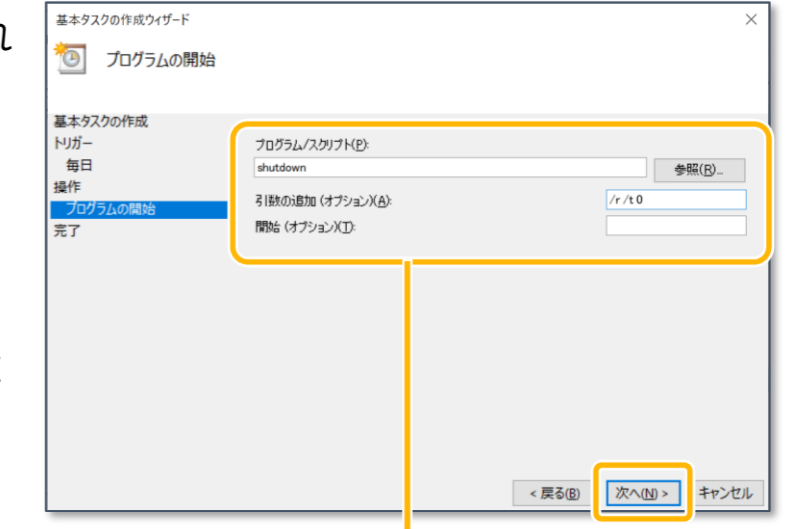 基本タスクの作成ウィザード
プログラムの開始
基本タスクの作成
トリガー
毎日
操作
プログラムの開始
完了
プログラム/スクリプト(P):
shutdown
参照(R)...
引数の追加 (オプション)(A):
/r /t 0
開始 (オプション)(T):
< 戻る(B)
次へ(N) >
キャンセル